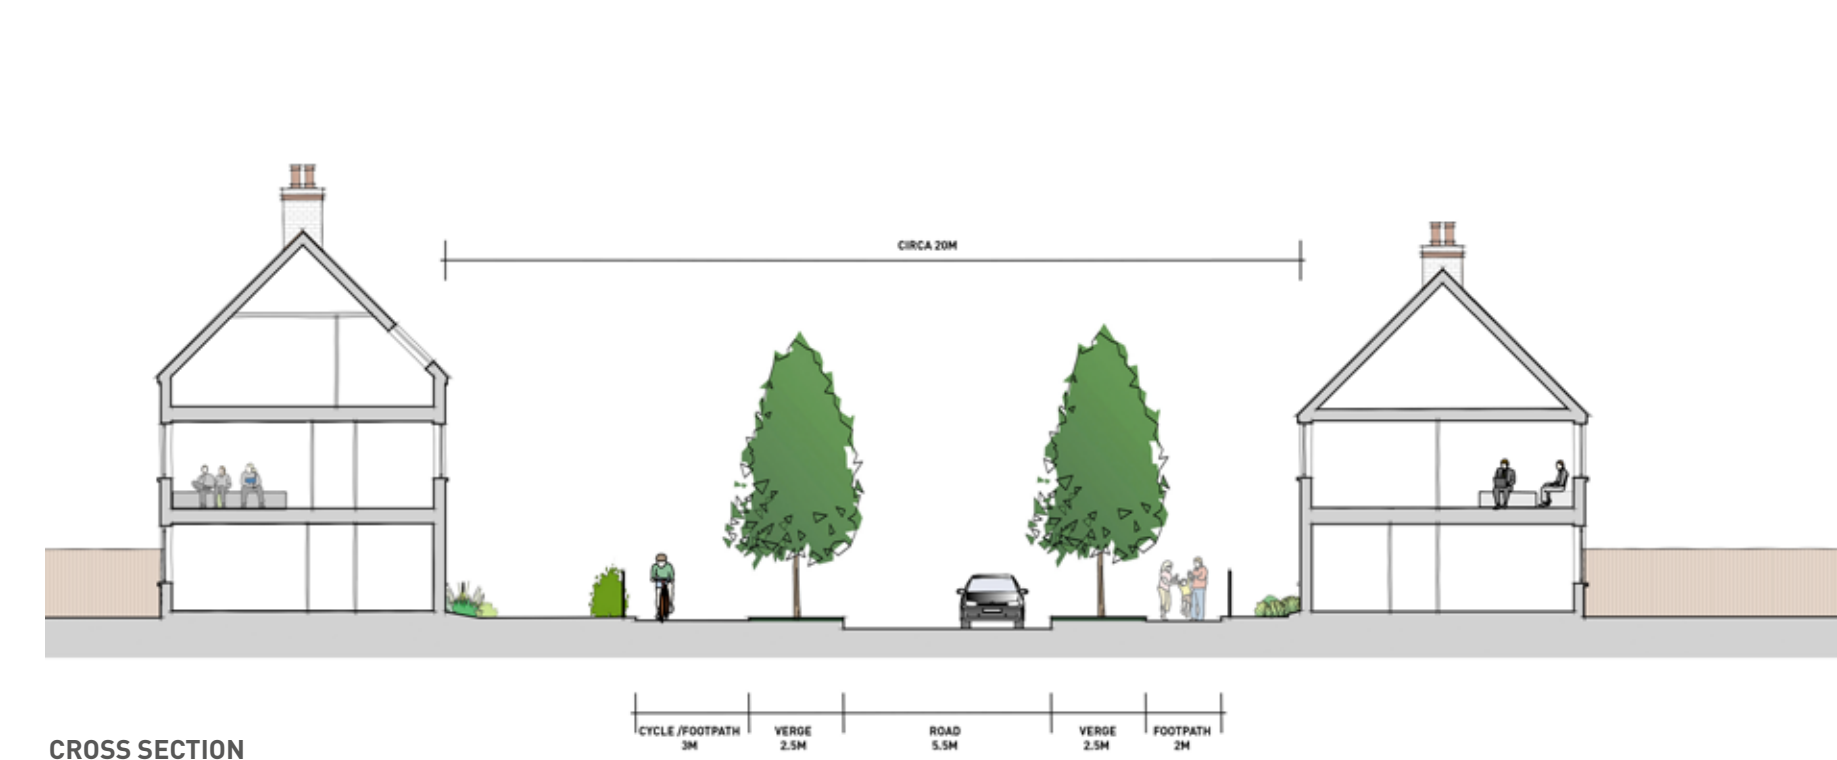 CIRCA 20M
CYCLE /FOOTPATH
3M
VERGE
2.5M
ROAD
5.5M
VERGE
2.5M
FOOTPATH
2M
CROSS SECTION